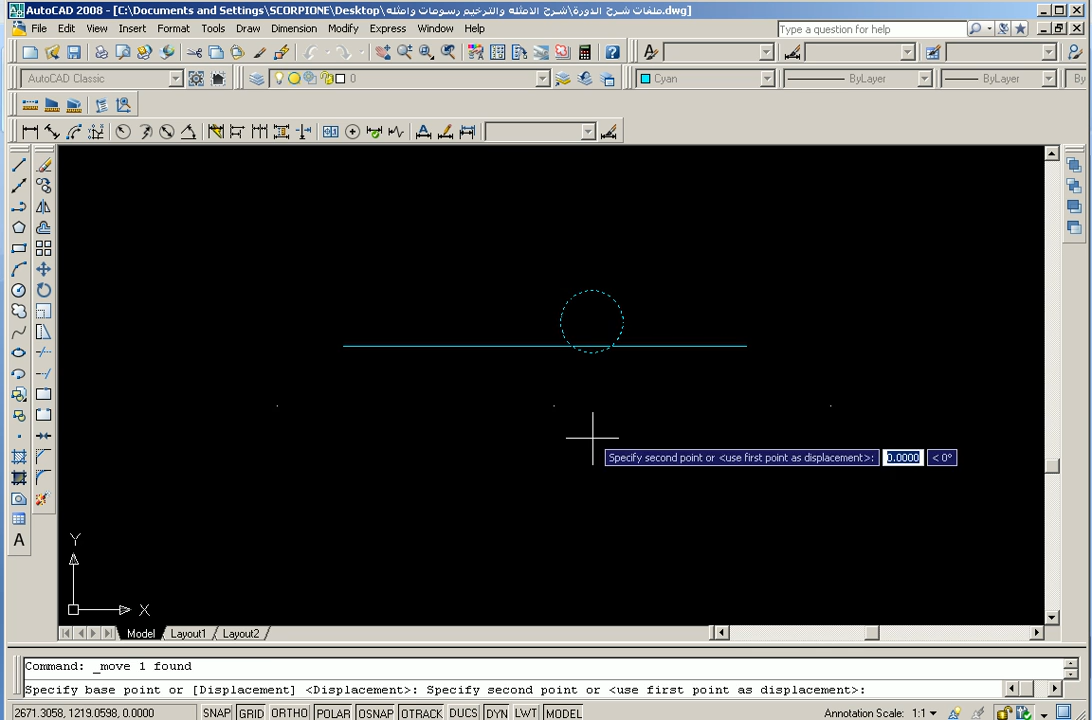 AutoCAD 2008 - [C:\Documents and Settings\SCORPIONE\Desktop\ملفات شرح الدورة\شرح الامثله والترخيم رسومات وامثله.dwg]
File Edit View Insert Format Tools Draw Dimension Modify Express Window Help
Type a question for help
AutoCAD Classic
0
Cyan
ByLayer
ByLayer
By
Specify second point or <use first point as displacement>: 0.0000 < 0°
Y
X
A
Model Layout1 Layout2
Command: _move 1 found
Specify base point or [Displacement] <Displacement>: Specify second point or <use first point as displacement>:
2671.3058, 1219.0598, 0.0000 SNAP GRID ORTHO POLAR OSNAP OTRACK DUCS DYN LWT MODEL Annotation Scale: 1:1